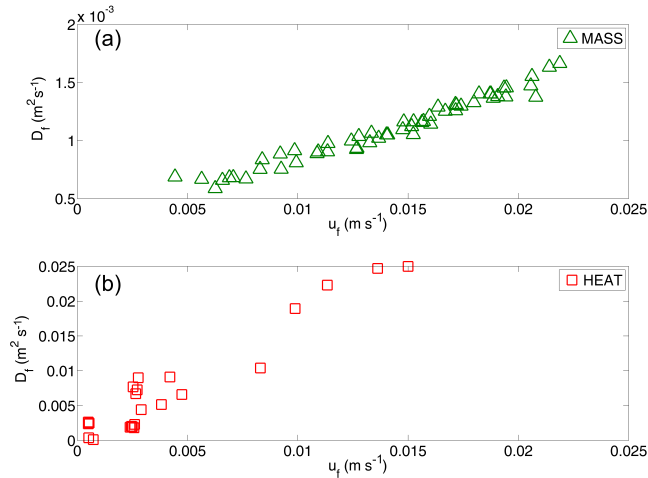 2 x 10⁻³
(a)
MASS
1.5
1
0.5
D_f (m²s⁻¹)
0 0.005 0.01 0.015 0.02 0.025
u_f (m s⁻¹)
0.025
(b)
HEAT
0.02
0.015
0.01
0.005
0
D_f (m² s⁻¹)
0 0.005 0.01 0.015 0.02 0.025
u_f (m s⁻¹)